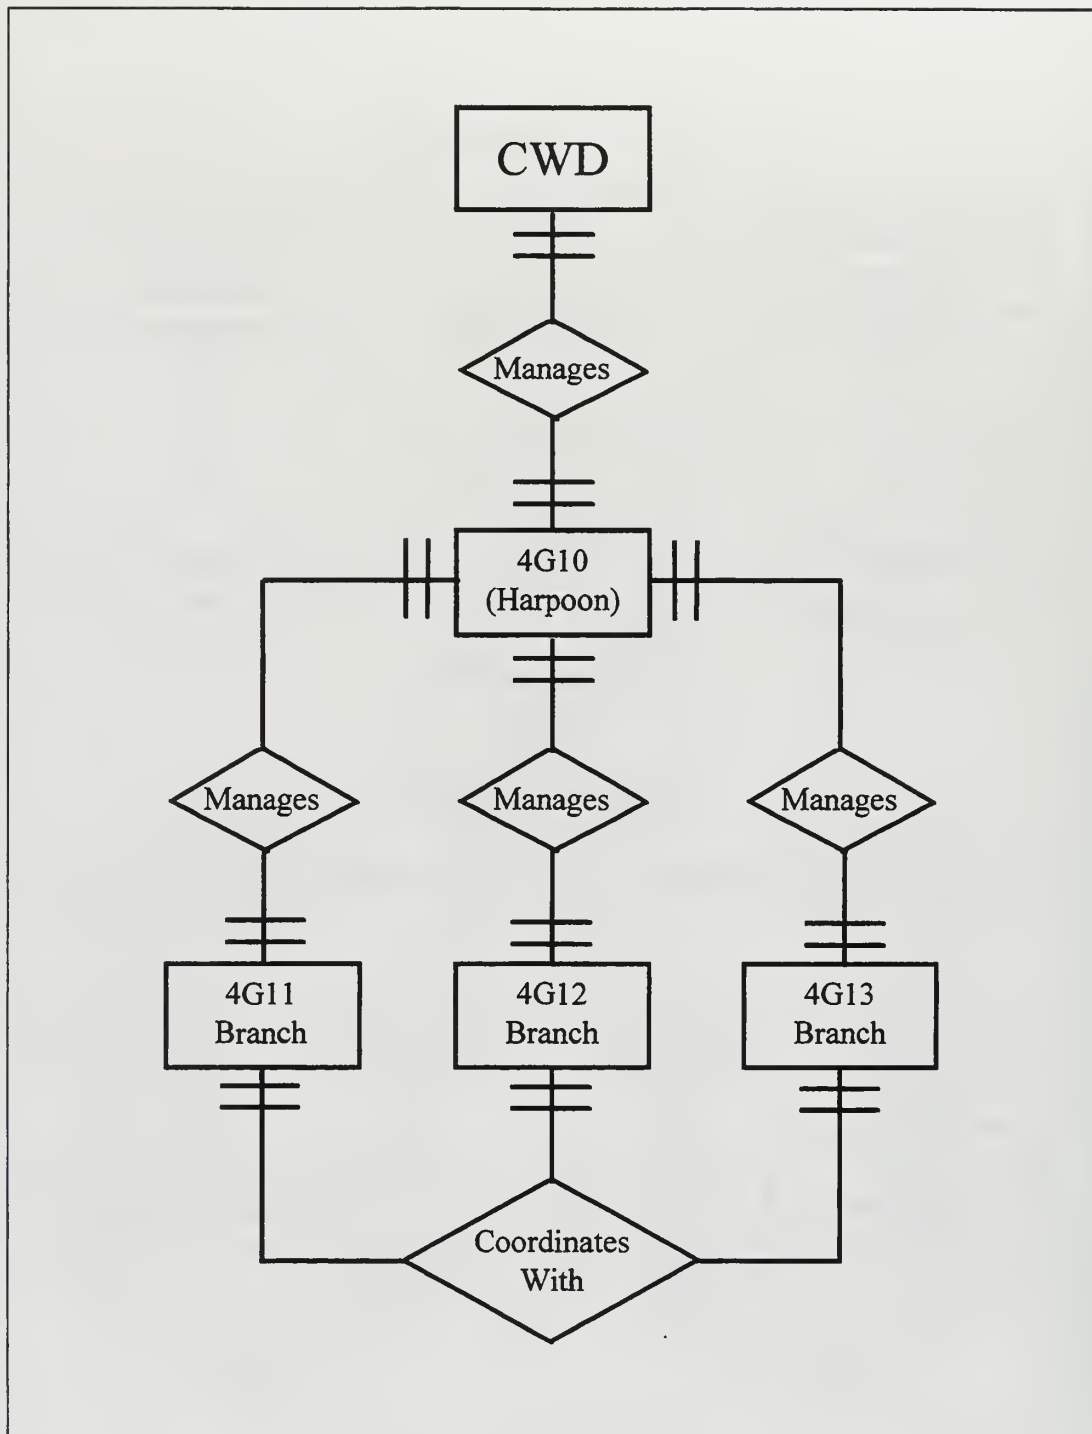 CWD
Manages
4G10
(Harpoon)
Manages
Manages
Manages
4G11
Branch
4G12
Branch
4G13
Branch
Coordinates
With